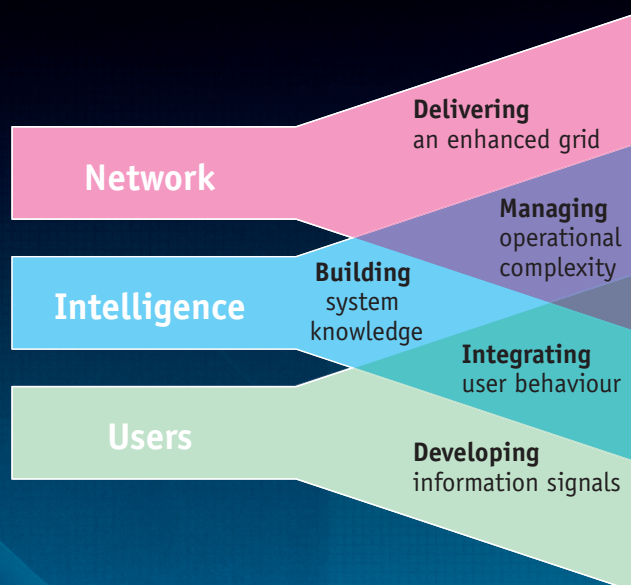 Network
Delivering
an enhanced grid
Managing
operational
complexity
Intelligence
Building
system
knowledge
Integrating
user behaviour
Users
Developing
information signals